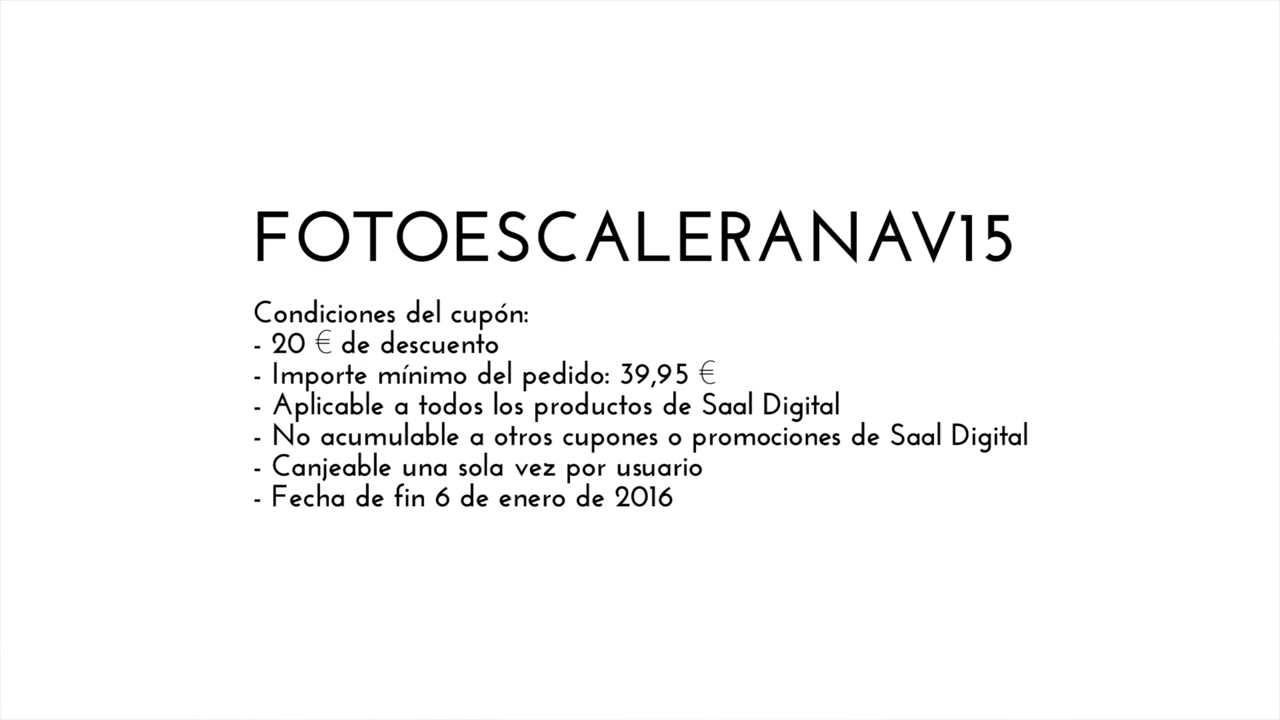 FOTOESCALERANAV15
Condiciones del cupón:
- 20 € de descuento
- Importe mínimo del pedido: 39,95 €
- Aplicable a todos los productos de Saal Digital
- No acumulable a otros cupones o promociones de Saal Digital
- Canjeable una sola vez por usuario
- Fecha de fin 6 de enero de 2016